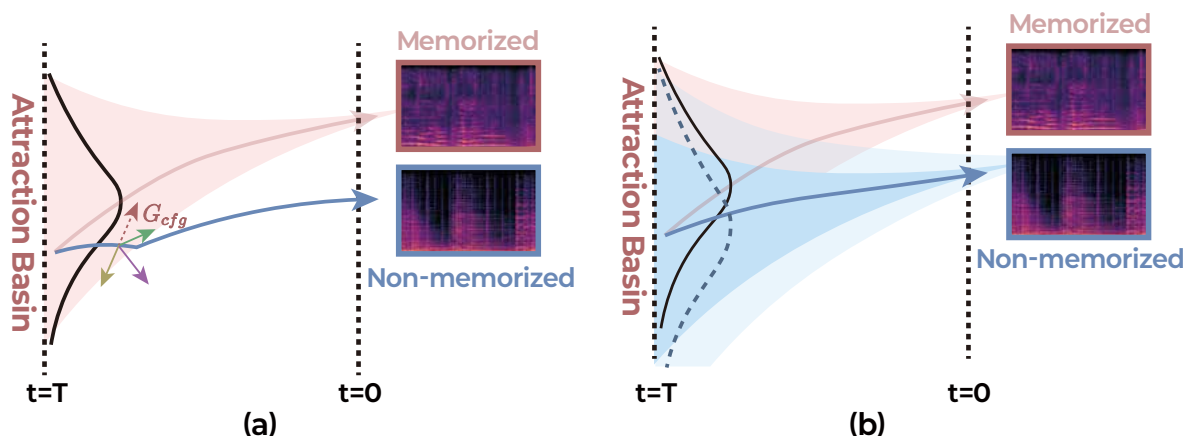 Memorized
Attraction Basin
G_cfg
Non-memorized
t=T
t=0
(a)
Memorized
Attraction Basin
Non-memorized
t=T
t=0
(b)